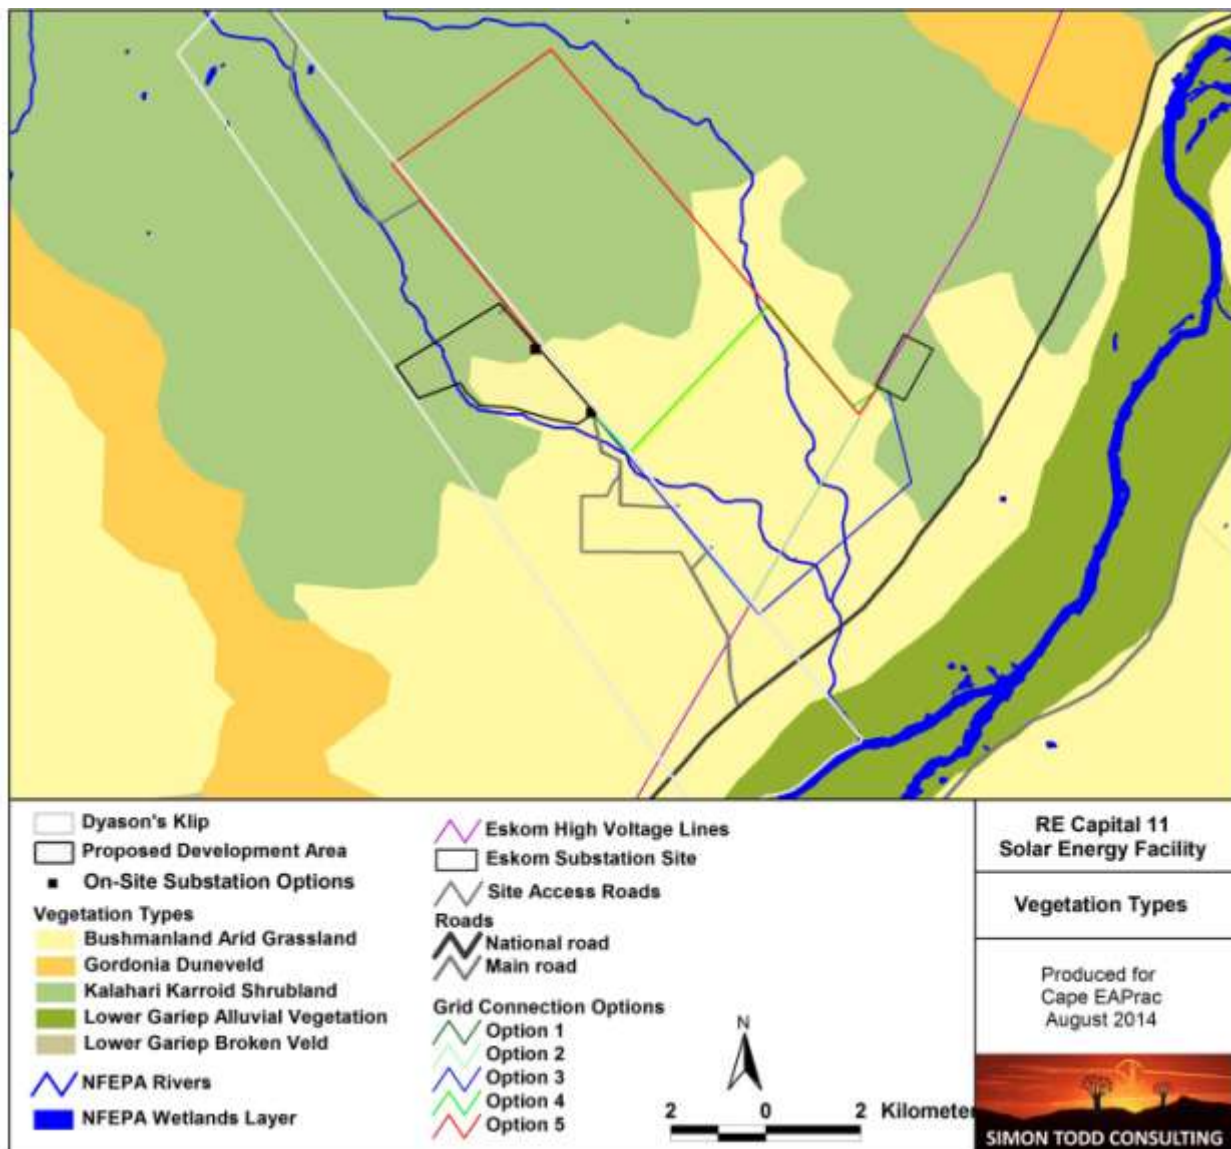 Dyason's Klip
Proposed Development Area
On-Site Substation Options
Vegetation Types
Bushmanland Arid Grassland
Gordonia Duneveld
Kalahari Karroid Shrubland
Lower Gariep Alluvial Vegetation
Lower Gariep Broken Veld
NFEPA Rivers
NFEPA Wetlands Layer
Eskom High Voltage Lines
Eskom Substation Site
Site Access Roads
Roads
National road
Main road
Grid Connection Options
Option 1
Option 2
Option 3
Option 4
Option 5
N
2 0 2 Kilometer
RE Capital 11
Solar Energy Facility
Vegetation Types
Produced for
Cape EAPrac
August 2014
SIMON TODD CONSULTING